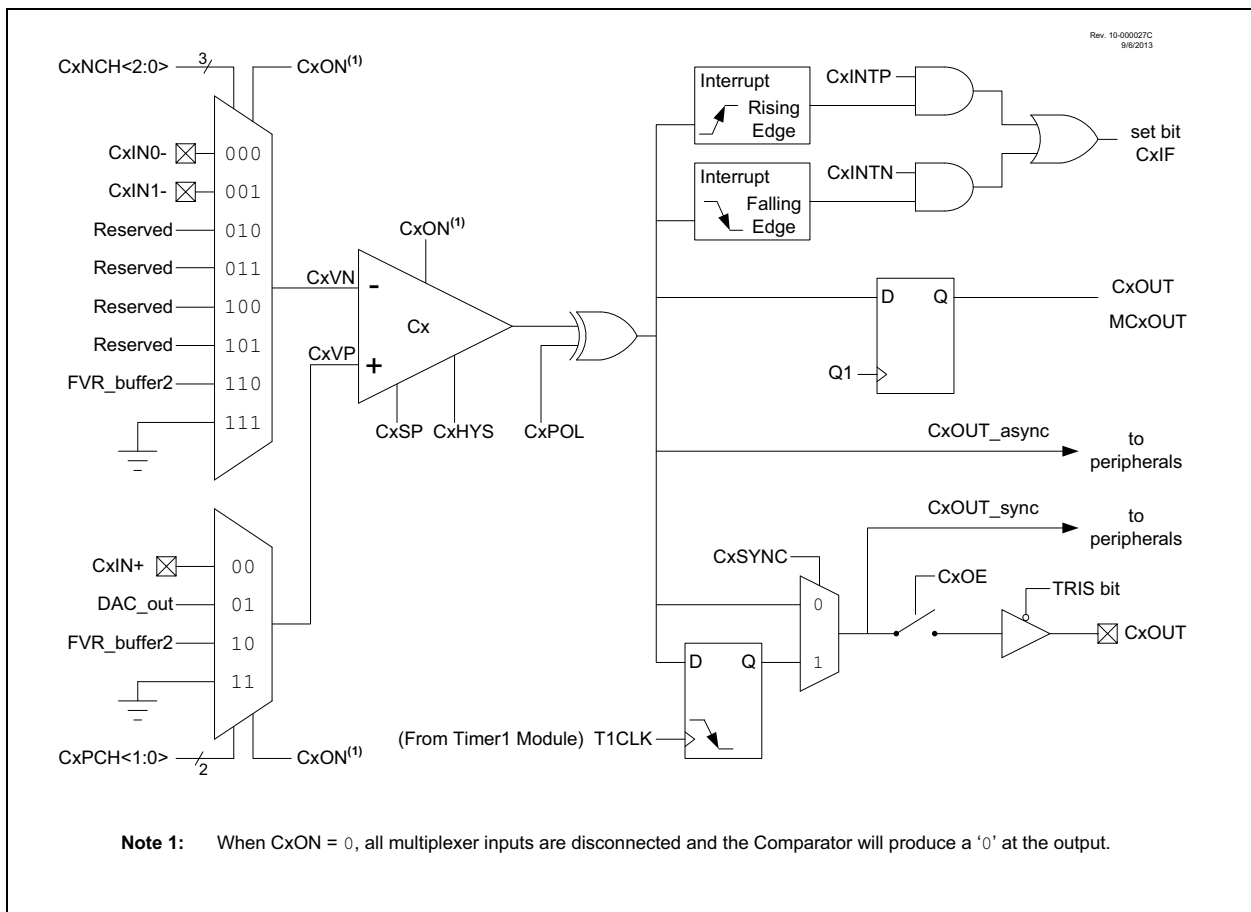 Rev. 10-000027C
9/6/2013
CxNCH<2:0>
3
CxON(1)
CxIN0-
000
CxIN1-
001
Reserved
010
Reserved
011
Reserved
100
Reserved
101
FVR_buffer2
110
111
CxIN+
00
DAC_out
01
FVR_buffer2
10
11
CxPCH<1:0>
2
CxON(1)
CxVN
CxVP
CxON(1)
-
Cx
+
CxSP
CxHYS
CxPOL
Interrupt
Rising
Edge
CxINTP
Interrupt
Falling
Edge
CxINTN
set bit
CxIF
D
Q
Q1
CxOUT
MCxOUT
CxOUT_async
to
peripherals
CxOUT_sync
to
peripherals
CxSYNC
0
1
CxOE
TRIS bit
CxOUT
D
Q
(From Timer1 Module) T1CLK
Note 1: When CxON = 0, all multiplexer inputs are disconnected and the Comparator will produce a ‘0’ at the output.